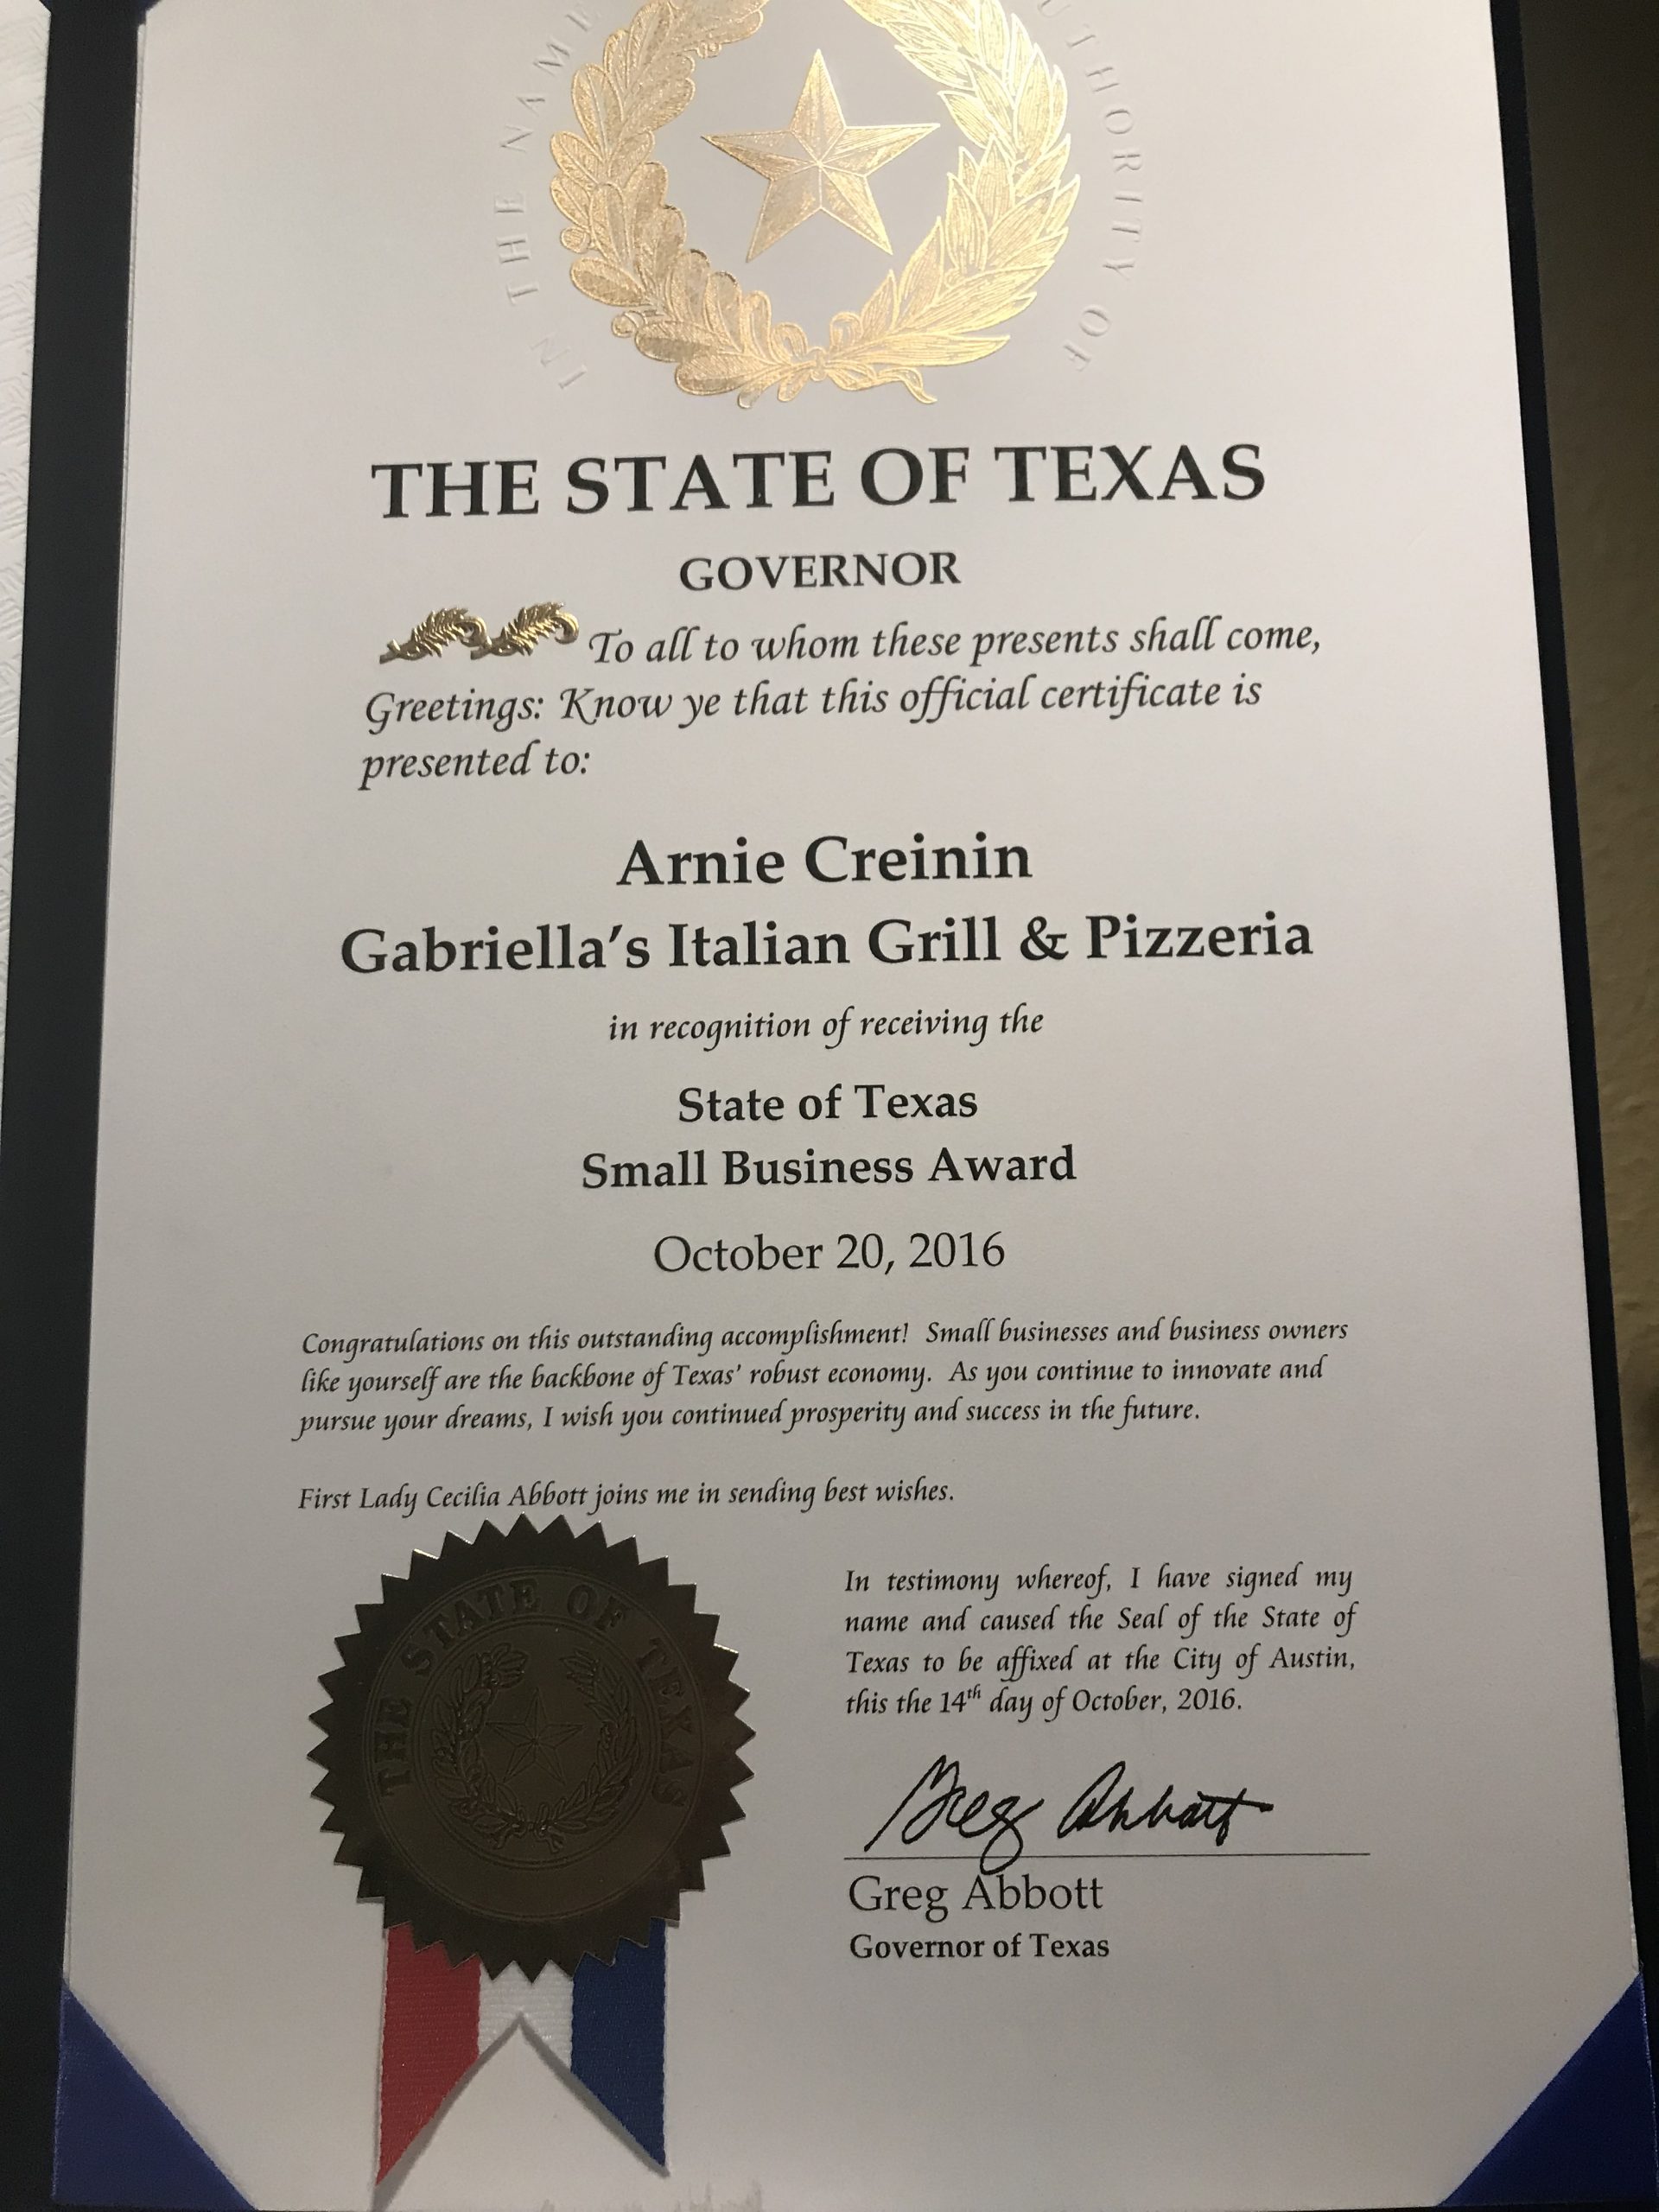 IN THE NAME
UTHORITY OF
THE STATE OF TEXAS
GOVERNOR
To all to whom these presents shall come,
Greetings: Know ye that this official certificate is
presented to:
Arnie Creinin
Gabriella's Italian Grill & Pizzeria
in recognition of receiving the
State of Texas
Small Business Award
October 20, 2016
Congratulations on this outstanding accomplishment! Small businesses and business owners
like yourself are the backbone of Texas' robust economy. As you continue to innovate and
pursue your dreams, I wish you continued prosperity and success in the future.
First Lady Cecilia Abbott joins me in sending best wishes.
THE STATE OF TEXAS
In testimony whereof, I have signed my
name and caused the Seal of the State of
Texas to be affixed at the City of Austin,
this the 14th day of October, 2016.
Greg Abbott
Greg Abbott
Governor of Texas